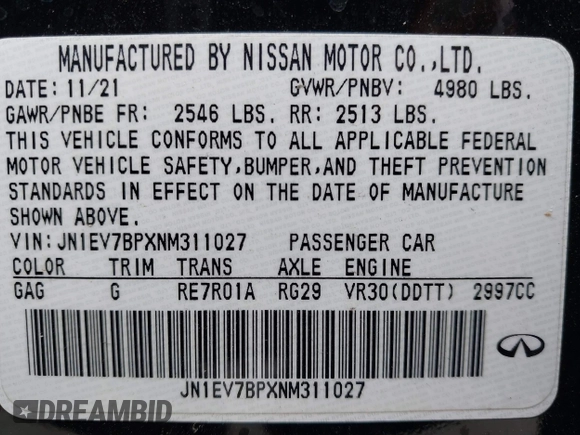 MANUFACTURED BY NISSAN MOTOR CO.,LTD.
DATE: 11/21 GVWR/PNBV: 4980 LBS.
GAWR/PNBE FR: 2546 LBS. RR: 2513 LBS.
THIS VEHICLE CONFORMS TO ALL APPLICABLE FEDERAL
MOTOR VEHICLE SAFETY,BUMPER,AND THEFT PREVENTION
STANDARDS IN EFFECT ON THE DATE OF MANUFACTURE
SHOWN ABOVE.
VIN:JN1EV7BPXNM311027 PASSENGER CAR
COLOR TRIM TRANS AXLE ENGINE
GAG G RE7R01A RG29 VR30(DDTT) 2997CC
JN1EV7BPXNM311027
DREAMBID